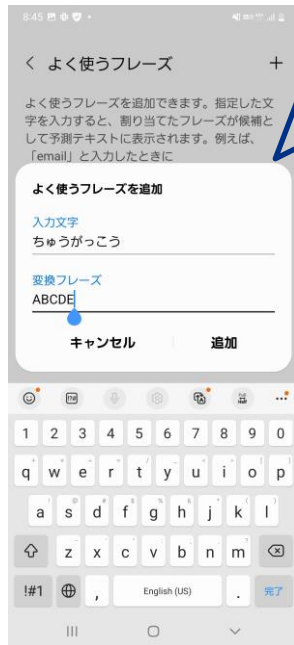 8:45
よく使うフレーズ
+
よく使うフレーズを追加できます。指定した文
字を入力すると、割り当てたフレーズが候補と
して予測テキストに表示されます。例えば、
「email」と入力したときに
よく使うフレーズを追加
入力文字
ちゅうがっこう
変換フレーズ
ABCDE
キャンセル 追加
1 2 3 4 5 6 7 8 9 0
q w e r t y u i o p
a s d f g h j k l
z x c v b n m
!#1 , English (US) . 完了